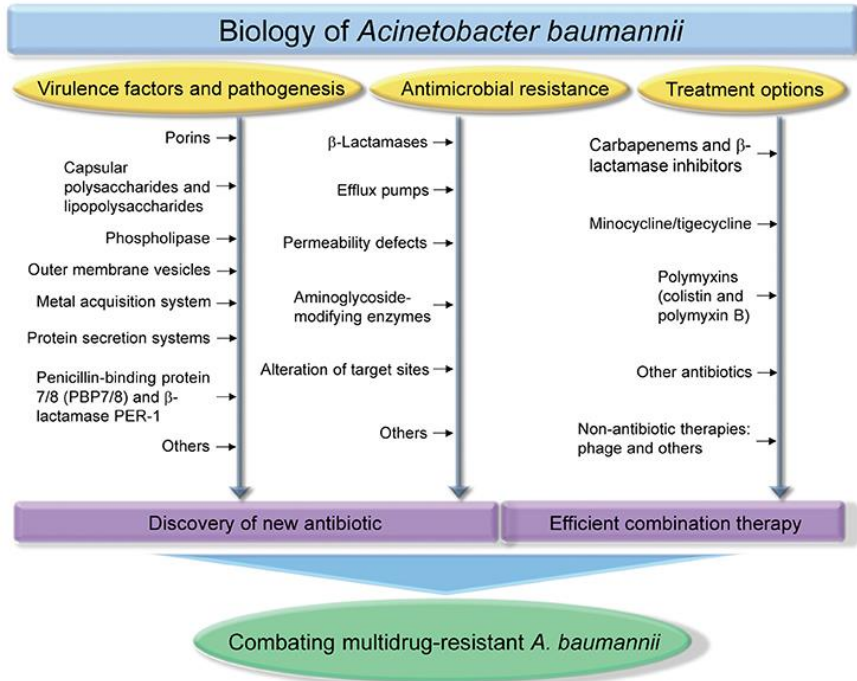 Biology of Acinetobacter baumannii
Virulence factors and pathogenesis
Porins
Capsular
polysaccharides and
lipopolysaccharides
Phospholipase
Outer membrane vesicles
Metal acquisition system
Protein secretion systems
Penicillin-binding protein
7/8 (PBP7/8) and β-
lactamase PER-1
Others
Antimicrobial resistance
β-Lactamases
Efflux pumps
Permeability defects
Aminoglycoside-
modifying enzymes
Alteration of target sites
Others
Treatment options
Carbapenems and β-
lactamase inhibitors
Minocycline/tigecycline
Polymyxins
(colistin and
polymyxin B)
Other antibiotics
Non-antibiotic therapies:
phage and others
Discovery of new antibiotic
Efficient combination therapy
Combating multidrug-resistant A. baumannii